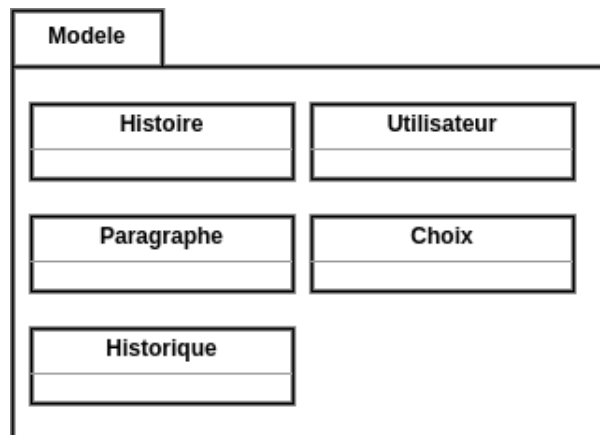 Modele
Histoire
Utilisateur
Paragraphe
Choix
Historique